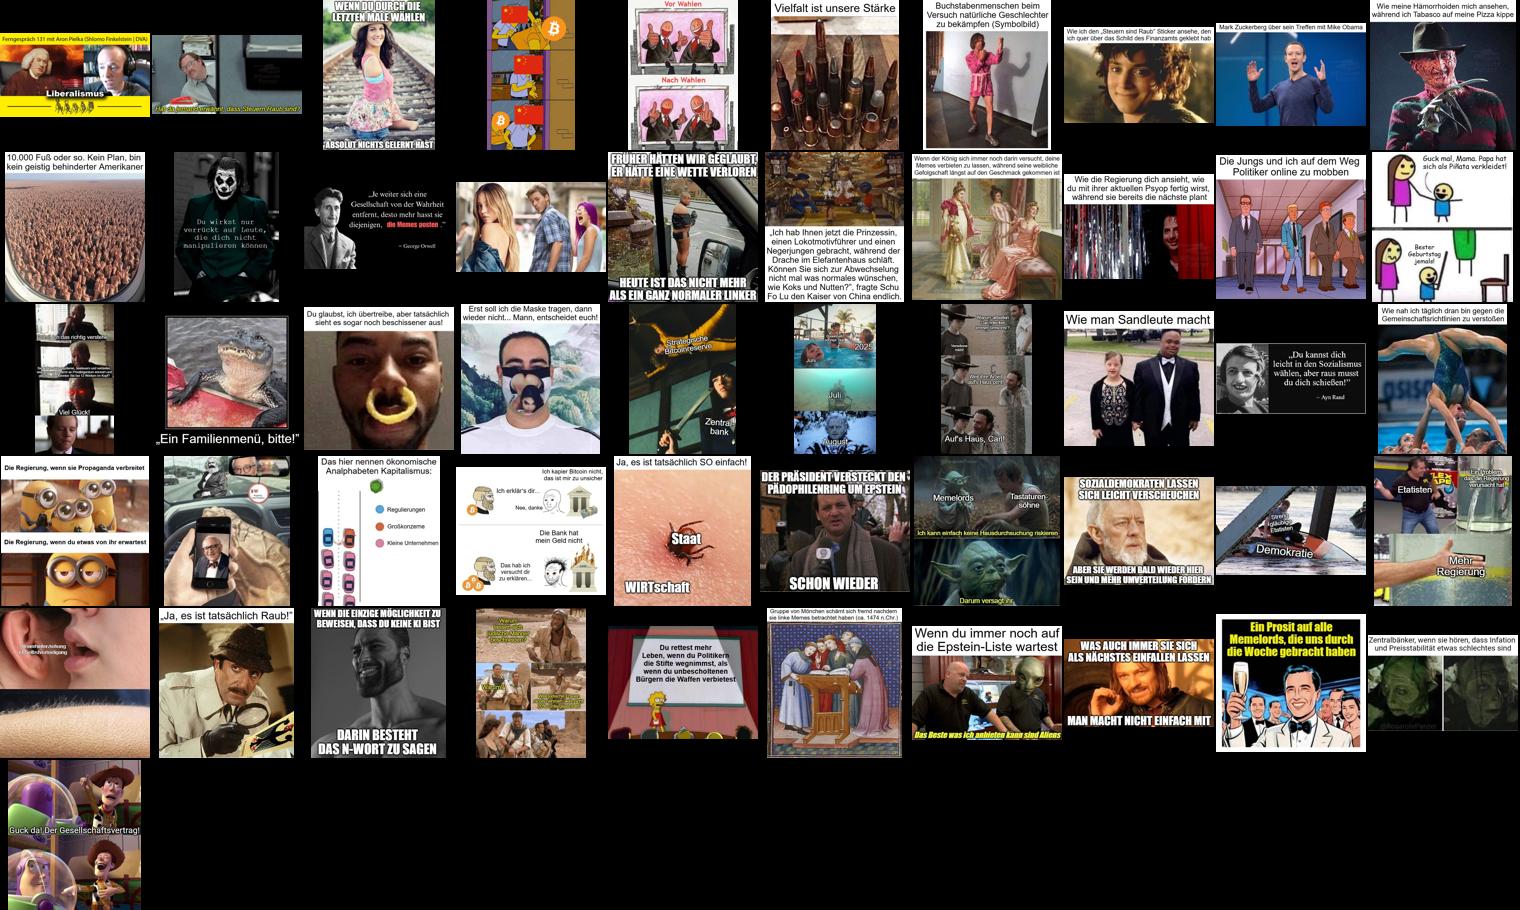 Ferngespräch 131 mit Aron Pielka (Shlomo Finkelstein | DVA)
Liberalismus
Hat da jemand erwähnt, dass Steuern Raub sind?
WENN DU DURCH DIE
LETZTEN MALE WÄHLEN
ABSOLUT NICHTS GELERNT HAST
Vor Wahlen
Nach Wahlen
Vielfalt ist unsere Stärke
Buchstabenmenschen beim
Versuch natürliche Geschlechter
zu bekämpfen (Symbolbild)
Wie ich den „Steuern sind Raub" Sticker ansehe, den
ich quer über das Schild des Finanzamts geklebt hab
Mark Zuckerberg über sein Treffen mit Mike Obama
Wie meine Hämorrhoiden mich ansehen,
während ich Tabasco auf meine Pizza kippe
10.000 Fuß oder so. Kein Plan, bin
kein geistig behinderter Amerikaner
Du wirkst nur
verrückt auf Leute,
die dich nicht
manipulieren können
„Je weiter sich eine
Gesellschaft von der Wahrheit
entfernt, desto mehr hasst sie
diejenigen, die Memes posten ."
~ George Orwell
FRÜHER HÄTTEN WIR GEGLAUBT,
ER HÄTTE EINE WETTE VERLOREN
HEUTE IST DAS NICHT MEHR
ALS EIN GANZ NORMALER LINKER
„Ich hab Ihnen jetzt die Prinzessin,
einen Lokotmotivführer und einen
Negerjungen gebracht, während der
Drache im Elefantenhaus schläft.
Können Sie sich zur Abwechselung
nicht mal was normales wünschen,
wie Koks und Nutten?", fragte Schu
Fo Lu den Kaiser von China endlich.
Wenn der König sich immer noch darin versucht, deine
Memes verbieten zu lassen, während seine weibliche
Gefolgschaft längst auf den Geschmack gekommen ist
Wie die Regierung dich ansieht, wie
du mit ihrer aktuellen Psyop fertig wirst,
während sie bereits die nächste plant
Die Jungs und ich auf dem Weg
Politiker online zu mobben
Guck mal, Mama. Papa hat
sich als Piñata verkleidet!
Bester
Geburtstag
jemals!
Viel Glück!
„Ein Familienmenü, bitte!"
Du glaubst, ich übertreibe, aber tatsächlich
sieht es sogar noch beschissener aus!
Erst soll ich die Maske tragen, dann
wieder nicht... Mann, entscheidet euch!
Strategische
Bitcoinreserve
Zentral
bank
2025
Juli
August
Auf's Haus, Carl!
Wie man Sandleute macht
„Du kannst dich
leicht in den Sozialismus
wählen, aber raus musst
du dich schießen!"
~ Ayn Rand
Wie nah ich täglich dran bin gegen die
Gemeinschaftsrichtlinien zu verstoßen
Die Regierung, wenn sie Propaganda verbreitet
Die Regierung, wenn du etwas von ihr erwartest
Das hier nennen ökonomische
Analphabeten Kapitalismus:
Regulierungen
Großkonzerne
Kleine Unternehmen
Ich kapier Bitcoin nicht,
das ist mir zu unsicher
Ich erklär's dir...
Nee, danke
Die Bank hat
mein Geld nicht
Das hab ich
versucht dir
zu erklären...
Ja, es ist tatsächlich SO einfach!
Staat
WIRTschaft
DER PRÄSIDENT VERSTECKT DEN
PÄDOPHILENRING UM EPSTEIN
SCHON WIEDER
Memelords
Tastaturen-
söhne
Ich kann einfach keine Hausdurchsuchung riskieren
Darum versagt ihr
SOZIALDEMOKRATEN LASSEN
SICH LEICHT VERSCHEUCHEN
ABER SIE WERDEN BALD WIEDER HIER
SEIN UND MEHR UMVERTEILUNG FORDERN
Streng
gläubige
Etatisten
Demokratie
Etatisten
Ein Problem,
das die Regierung
verursacht hat
Mehr
Regierung
„Ja, es ist tatsächlich Raub!"
WENN DIE EINZIGE MÖGLICHKEIT ZU
BEWEISEN, DASS DU KEINE KI BIST
DARIN BESTEHT
DAS N-WORT ZU SAGEN
Du rettest mehr
Leben, wenn du Politikern
die Stifte wegnimmst, als
wenn du unbescholtenen
Bürgern die Waffen verbietest
Gruppe von Mönchen schämt sich fremd nachdem
sie linke Memes betrachtet haben (ca. 1474 n.Chr.)
Wenn du immer noch auf
die Epstein-Liste wartest
Das Beste was ich anbieten kann sind Aliens
WAS AUCH IMMER SIE SICH
ALS NÄCHSTES EINFALLEN LASSEN
MAN MACHT NICHT EINFACH MIT
Ein Prosit auf alle
Memelords, die uns durch
die Woche gebracht haben
Zentralbänker, wenn sie hören, dass Infation
und Preisstabilität etwas schlechtes sind
Guck da! Der Gesellschaftsvertrag!